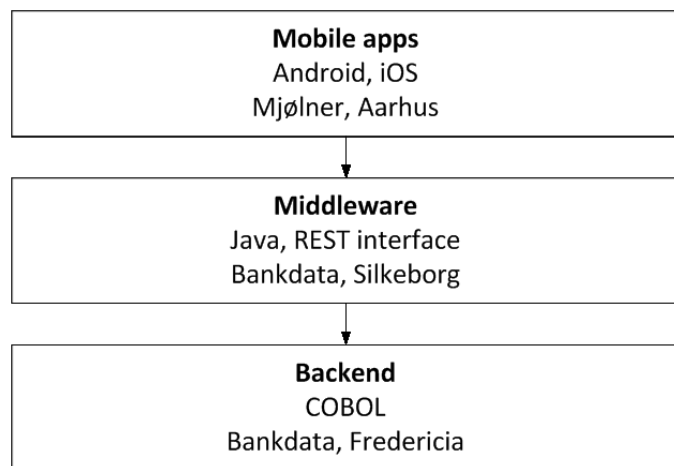 Mobile apps
Android, iOS
Mjølner, Aarhus
Middleware
Java, REST interface
Bankdata, Silkeborg
Backend
COBOL
Bankdata, Fredericia